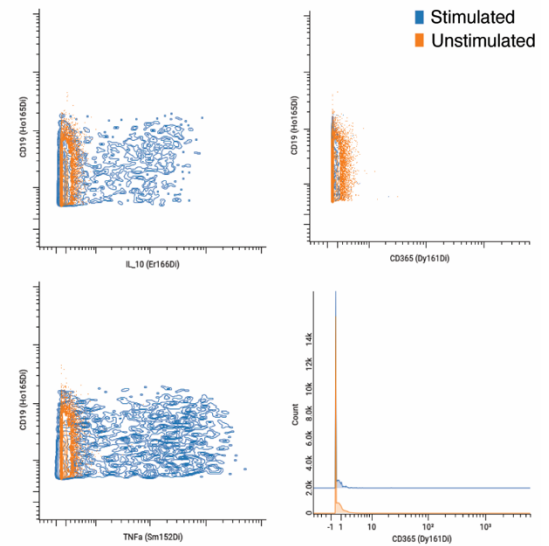 Stimulated
Unstimulated
CD19 (Ho165Di)
IL_10 (Er166Di)
CD19 (Ho165Di)
CD365 (Dy161Di)
CD19 (Ho165Di)
TNFa (Sm152Di)
Count
14k
12k
10k
8.0k
6.0k
4.0k
2.0k
0
-1 1 10 10² 10³
CD365 (Dy161Di)